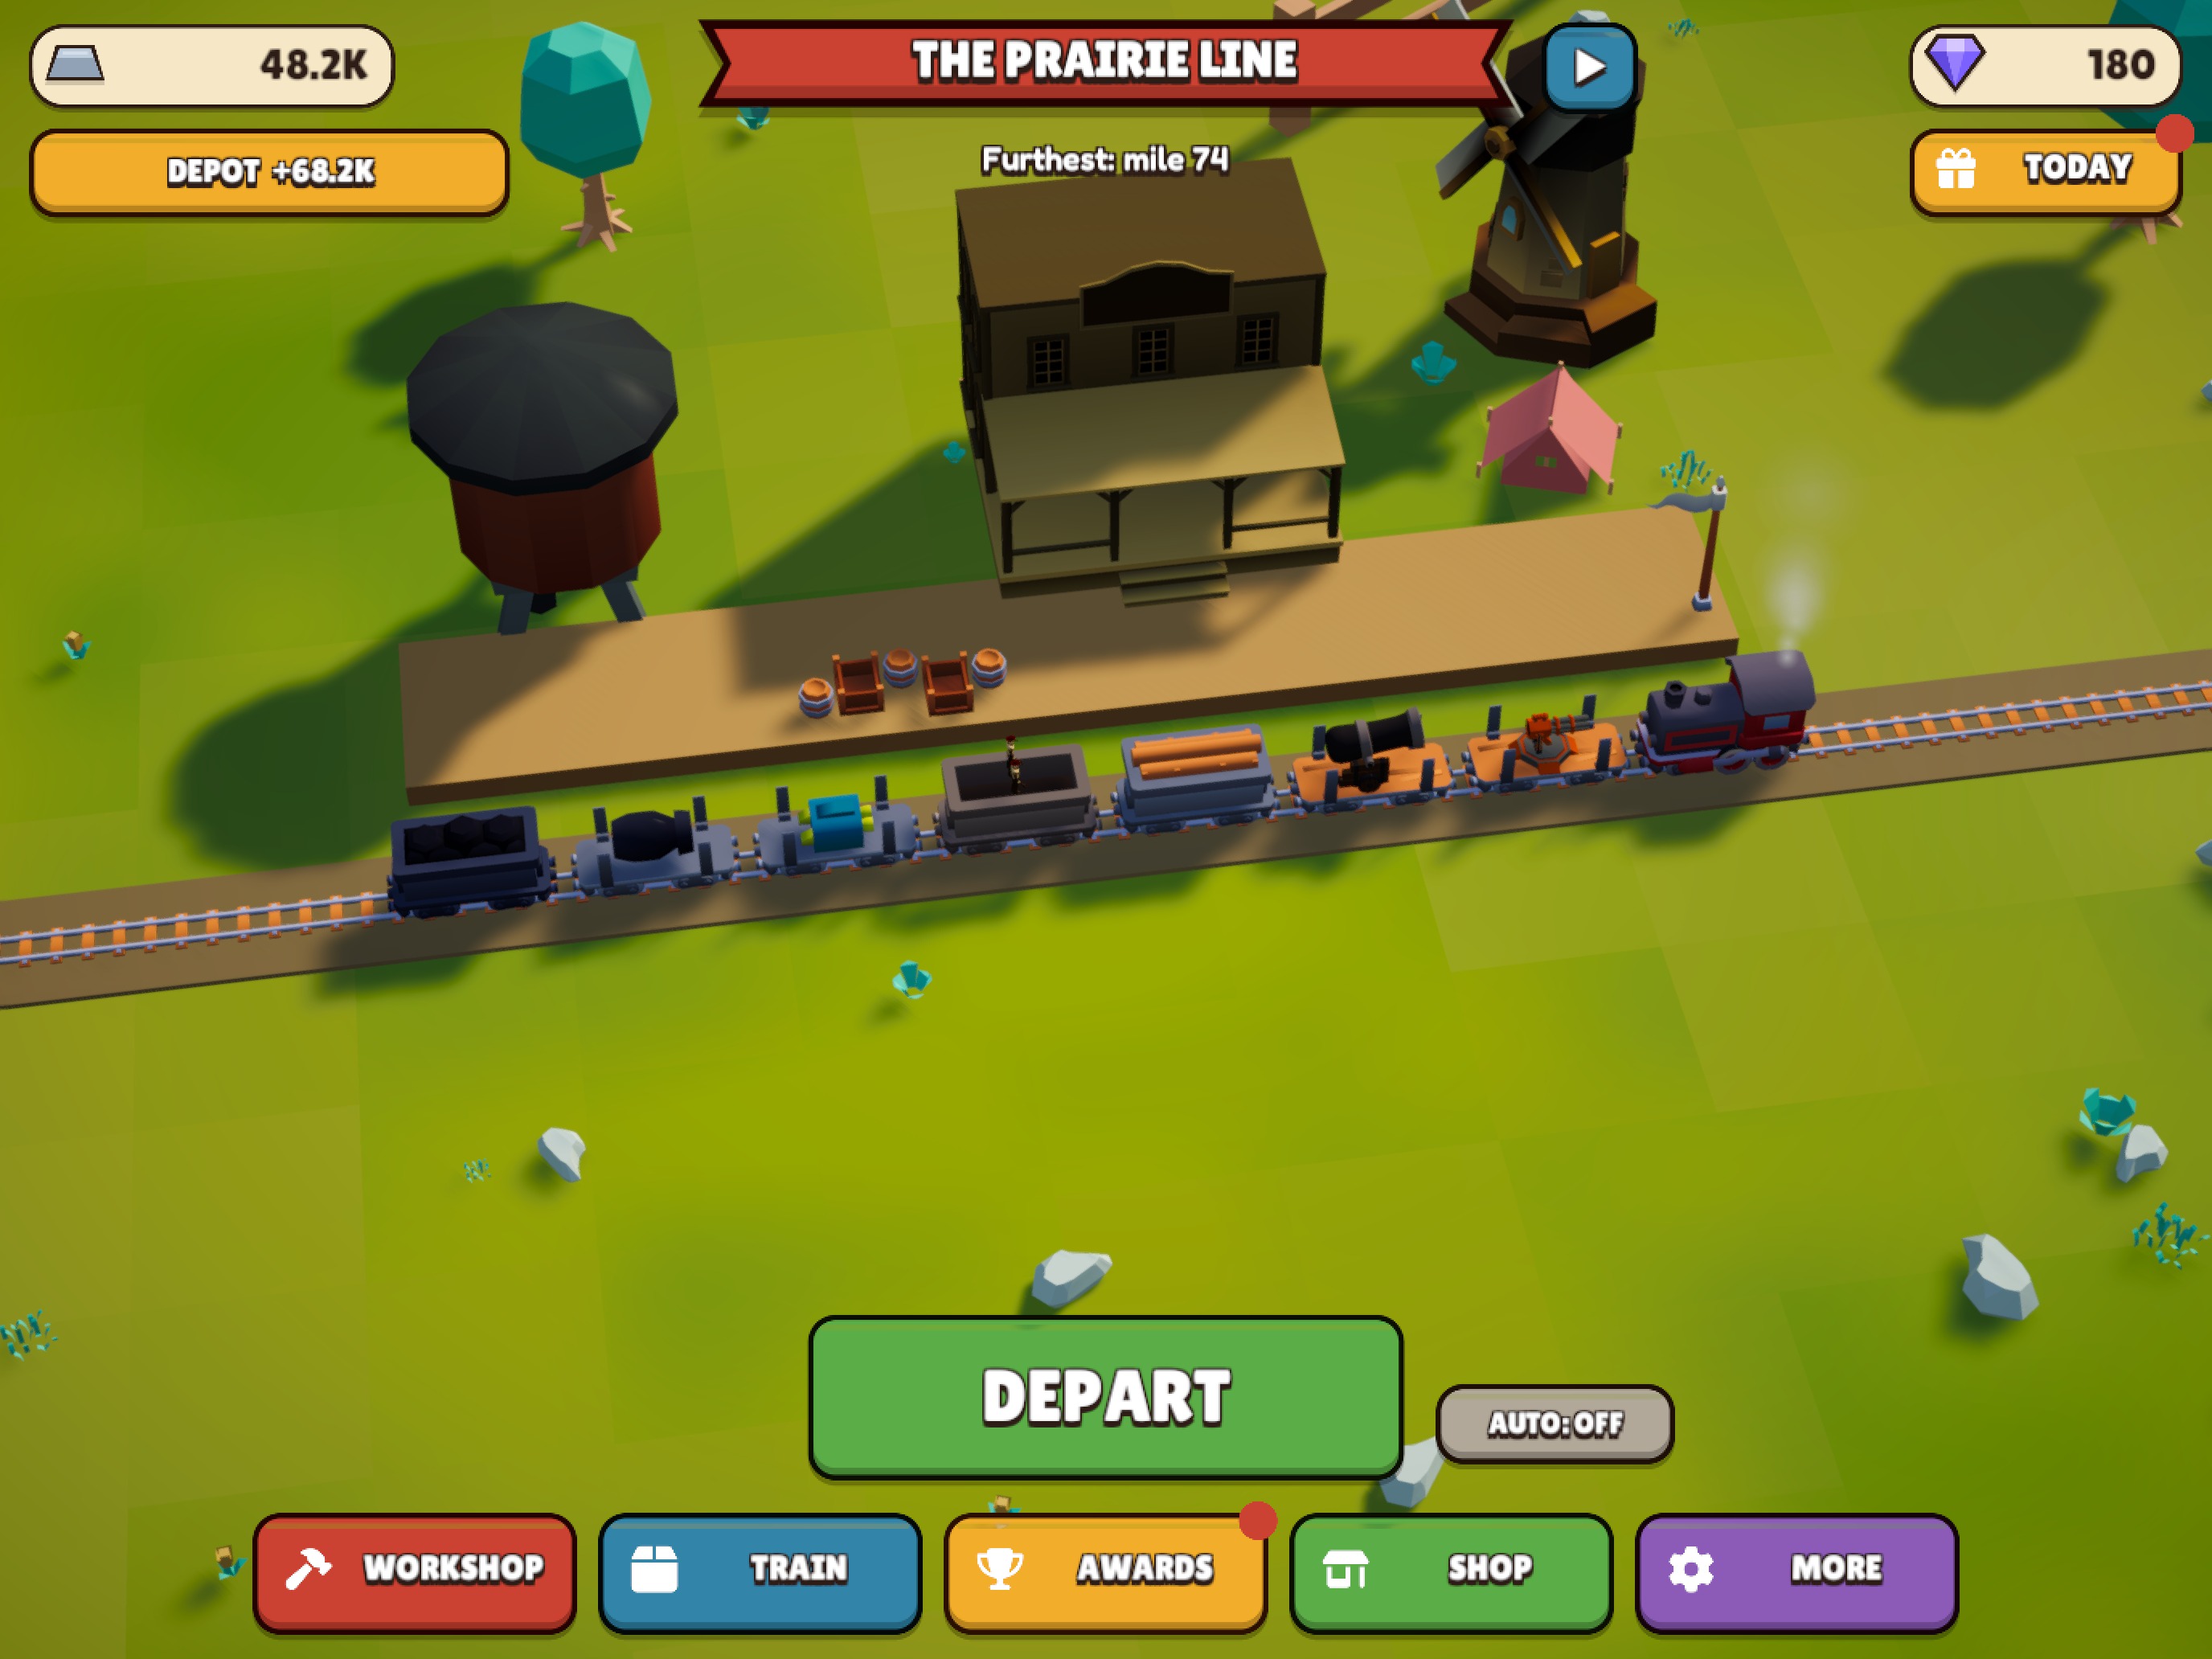 48.2K
THE PRAIRIE LINE
180
DEPOT +68.2K
Furthest: mile 74
TODAY
DEPART
AUTO: OFF
WORKSHOP
TRAIN
AWARDS
SHOP
MORE